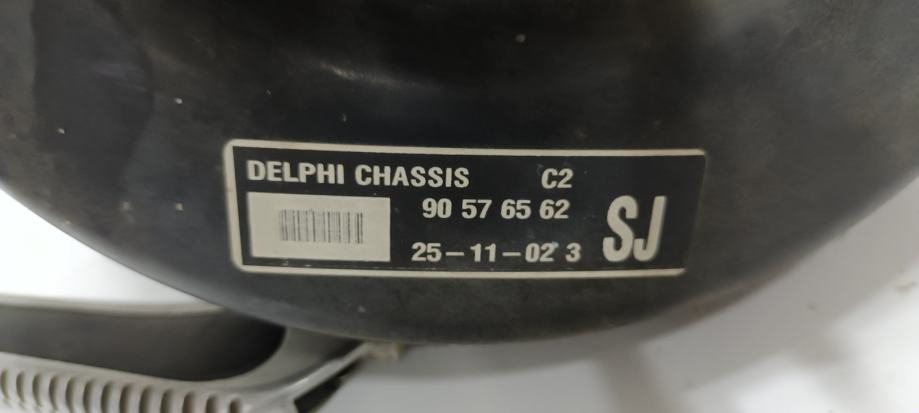 DELPHI CHASSIS C2
90 57 65 62
25-11-02 3
SJ